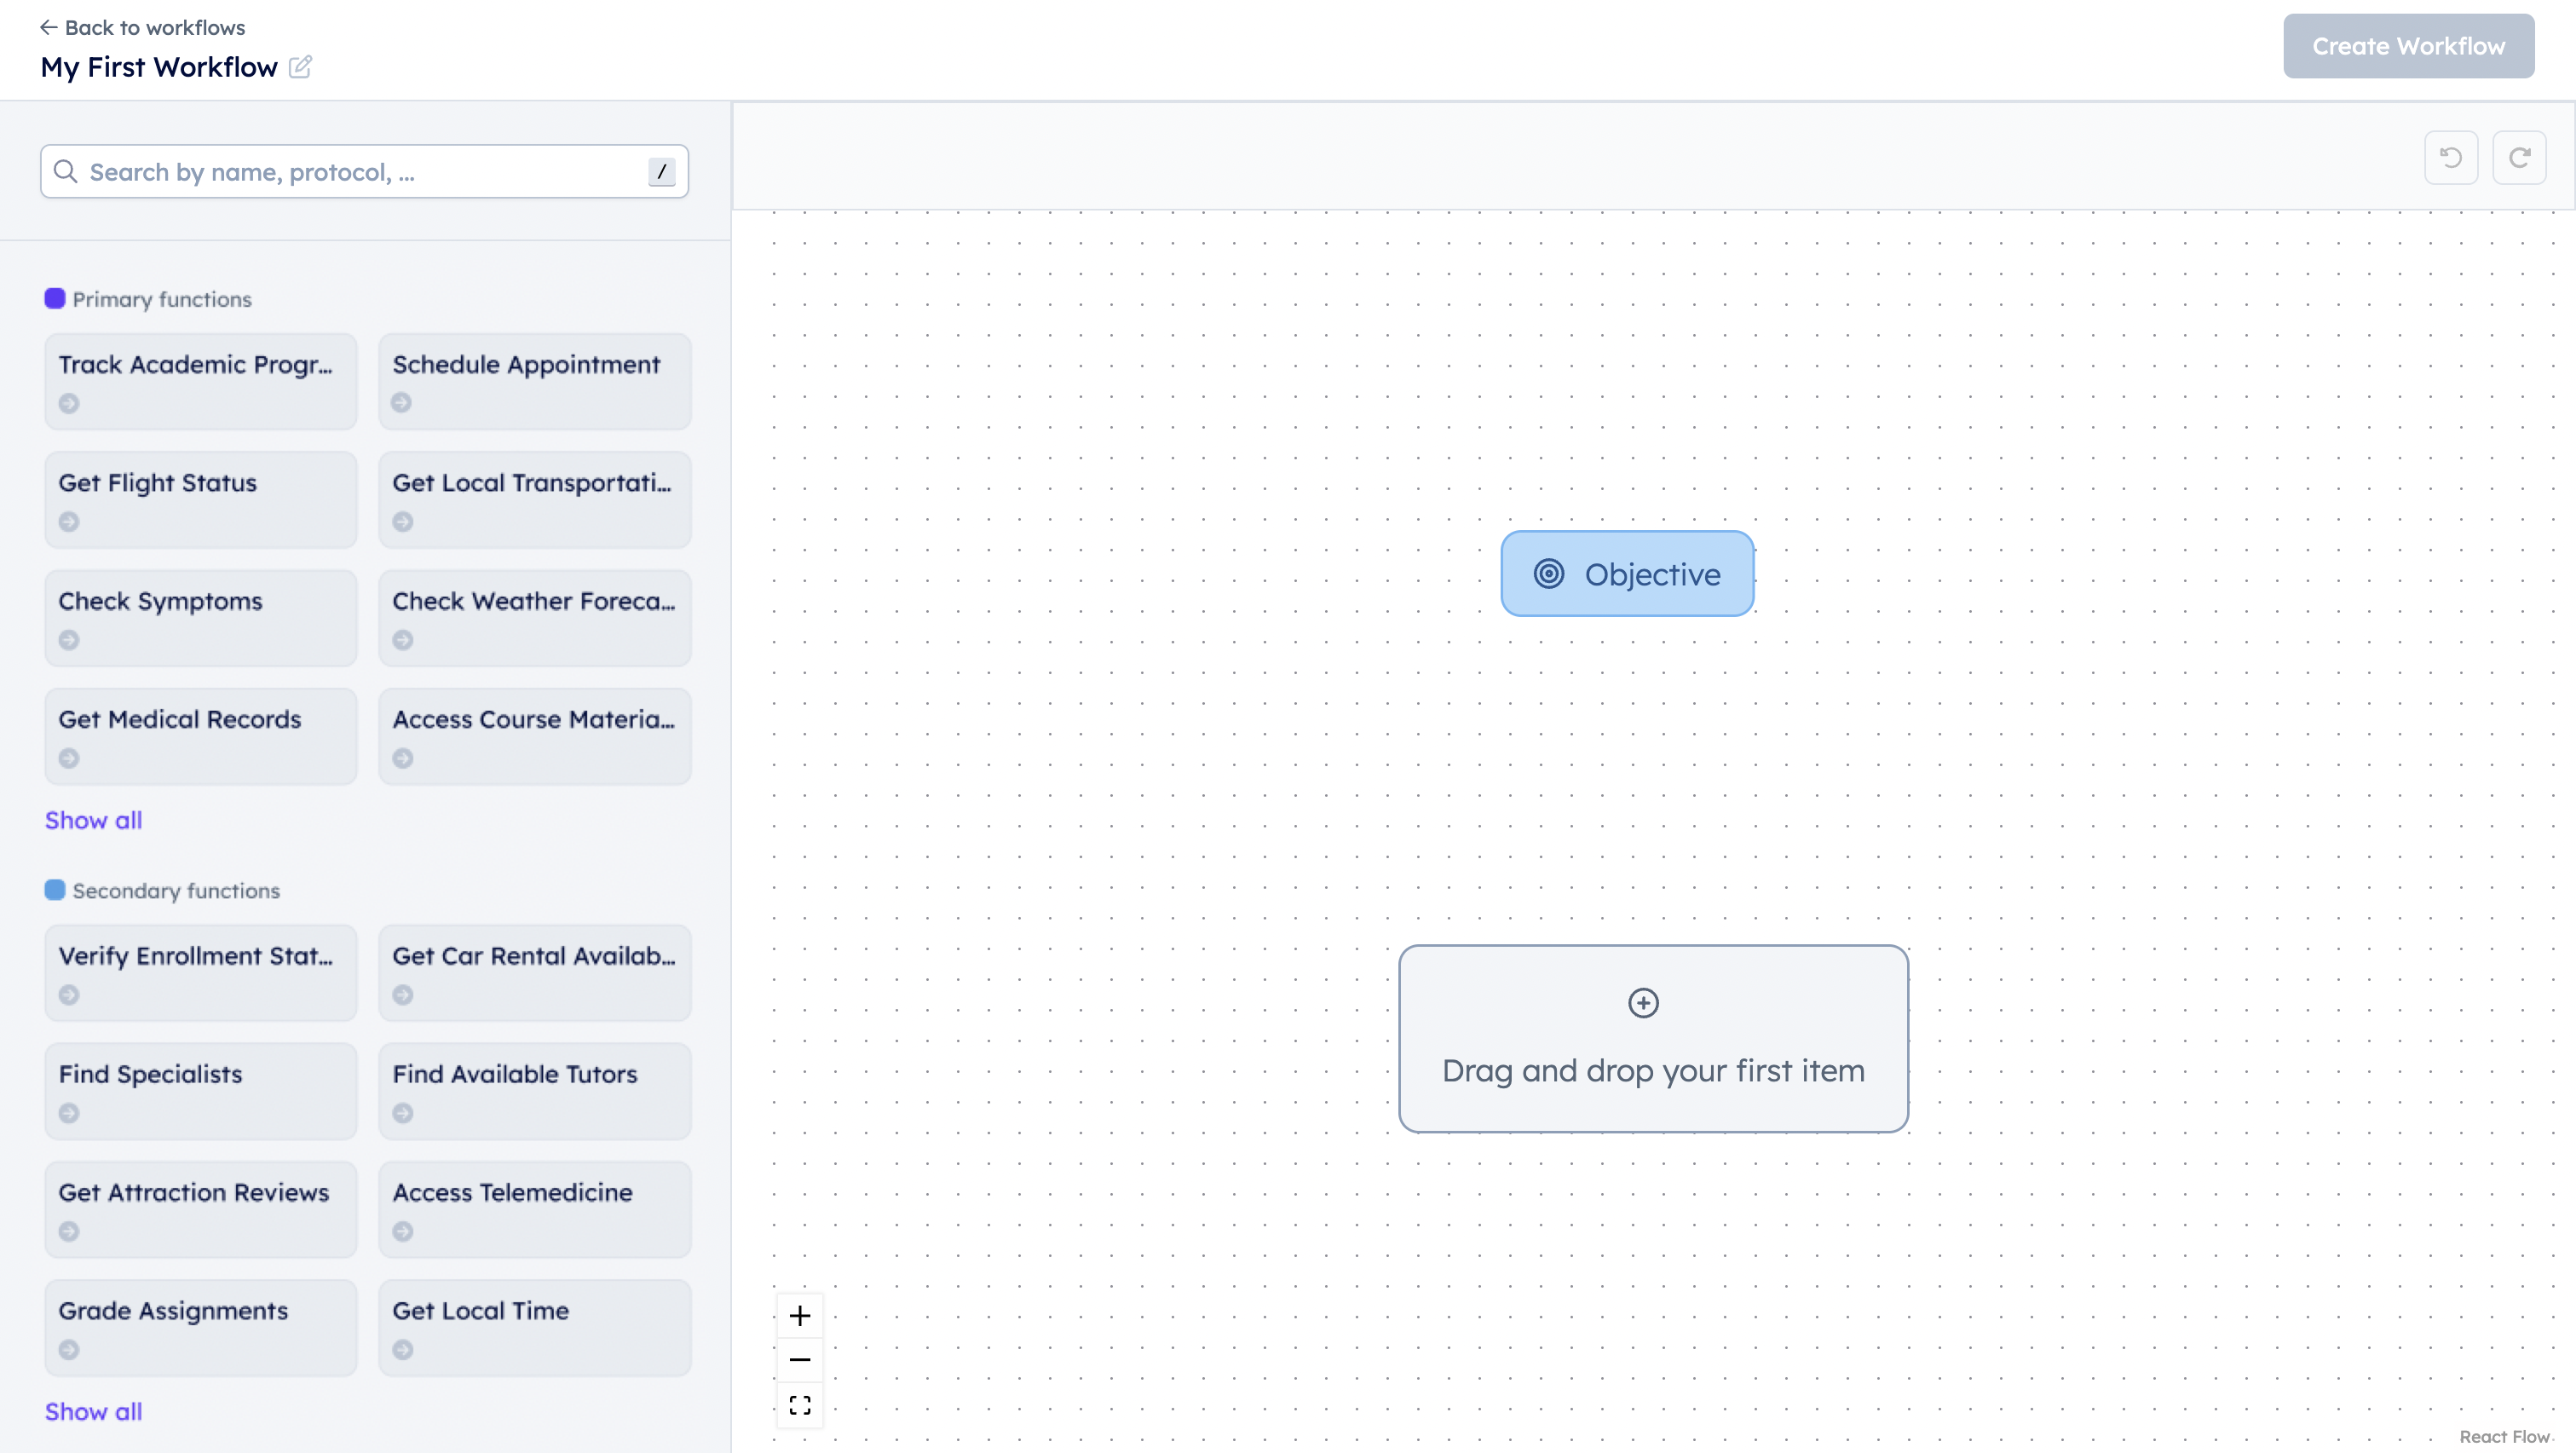 Back to workflows
My First Workflow
Create Workflow
Search by name, protocol, ...
/
Primary functions
Track Academic Progr...
Schedule Appointment
Get Flight Status
Get Local Transportati...
Check Symptoms
Check Weather Foreca...
Get Medical Records
Access Course Materia...
Show all
Secondary functions
Verify Enrollment Stat...
Get Car Rental Availab...
Find Specialists
Find Available Tutors
Get Attraction Reviews
Access Telemedicine
Grade Assignments
Get Local Time
Show all
Objective
Drag and drop your first item
React Flow